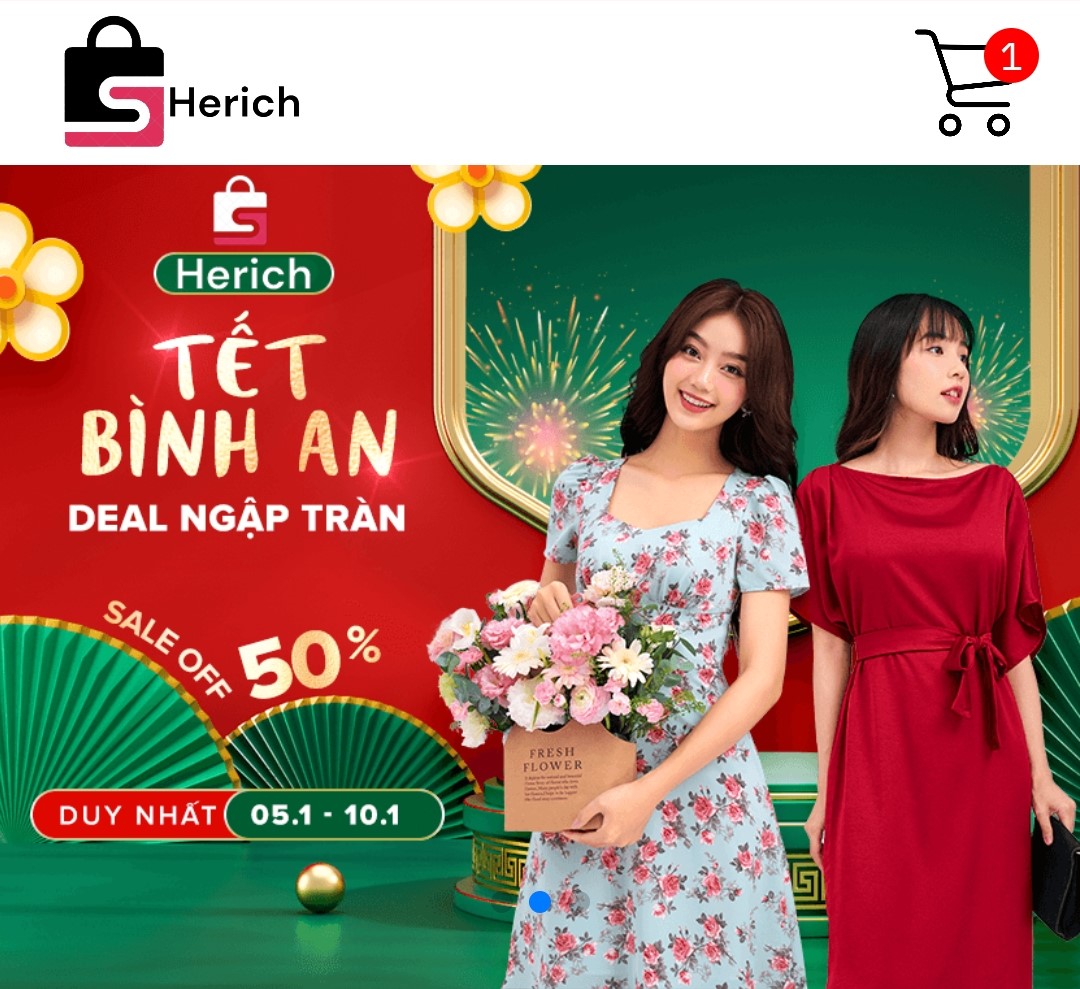 Herich
1
Herich
TẾT
BÌNH AN
DEAL NGẬP TRÀN
SALE OFF
50%
DUY NHẤT 05.1 - 10.1
FRESH
FLOWER